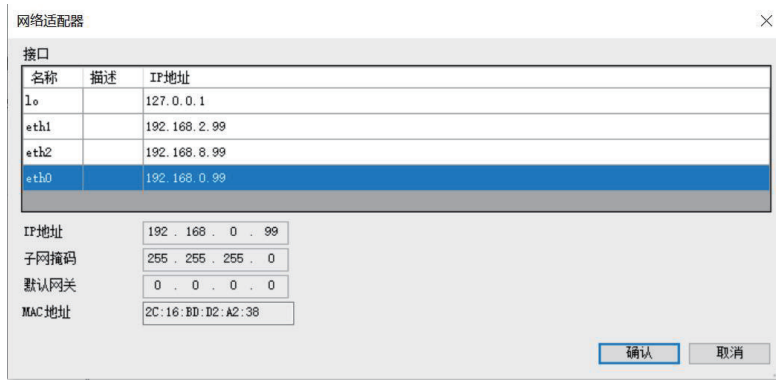 网络适配器
接口
名称 描述 IP地址
lo 127.0.0.1
eth1 192.168.2.99
eth2 192.168.8.99
eth0 192.168.0.99
IP地址 192 . 168 . 0 . 99
子网掩码 255 . 255 . 255 . 0
默认网关 0 . 0 . 0 . 0
MAC地址 2C:16:BD:D2:A2:38
确认 取消